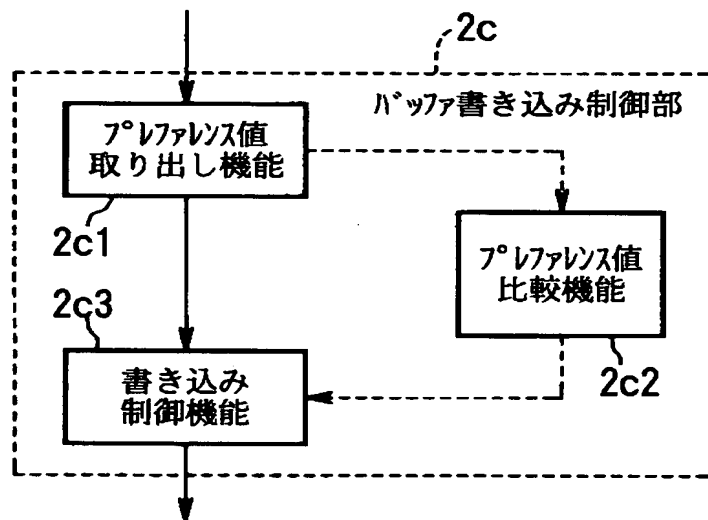 2c
ﾊﾞｯﾌｧ書き込み制御部
ﾌﾟﾚﾌｧﾚﾝｽ値
取り出し機能
2c1
ﾌﾟﾚﾌｧﾚﾝｽ値
比較機能
2c2
2c3
書き込み
制御機能